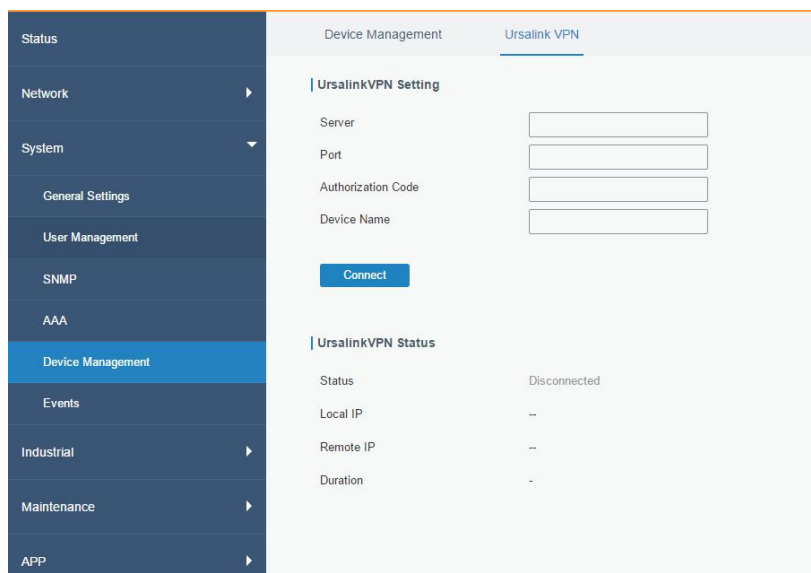 Status
Network
System
General Settings
User Management
SNMP
AAA
Device Management
Events
Industrial
Maintenance
APP
Device Management
Ursalink VPN
UrsalinkVPN Setting
Server
Port
Authorization Code
Device Name
Connect
UrsalinkVPN Status
Status Disconnected
Local IP --
Remote IP --
Duration -